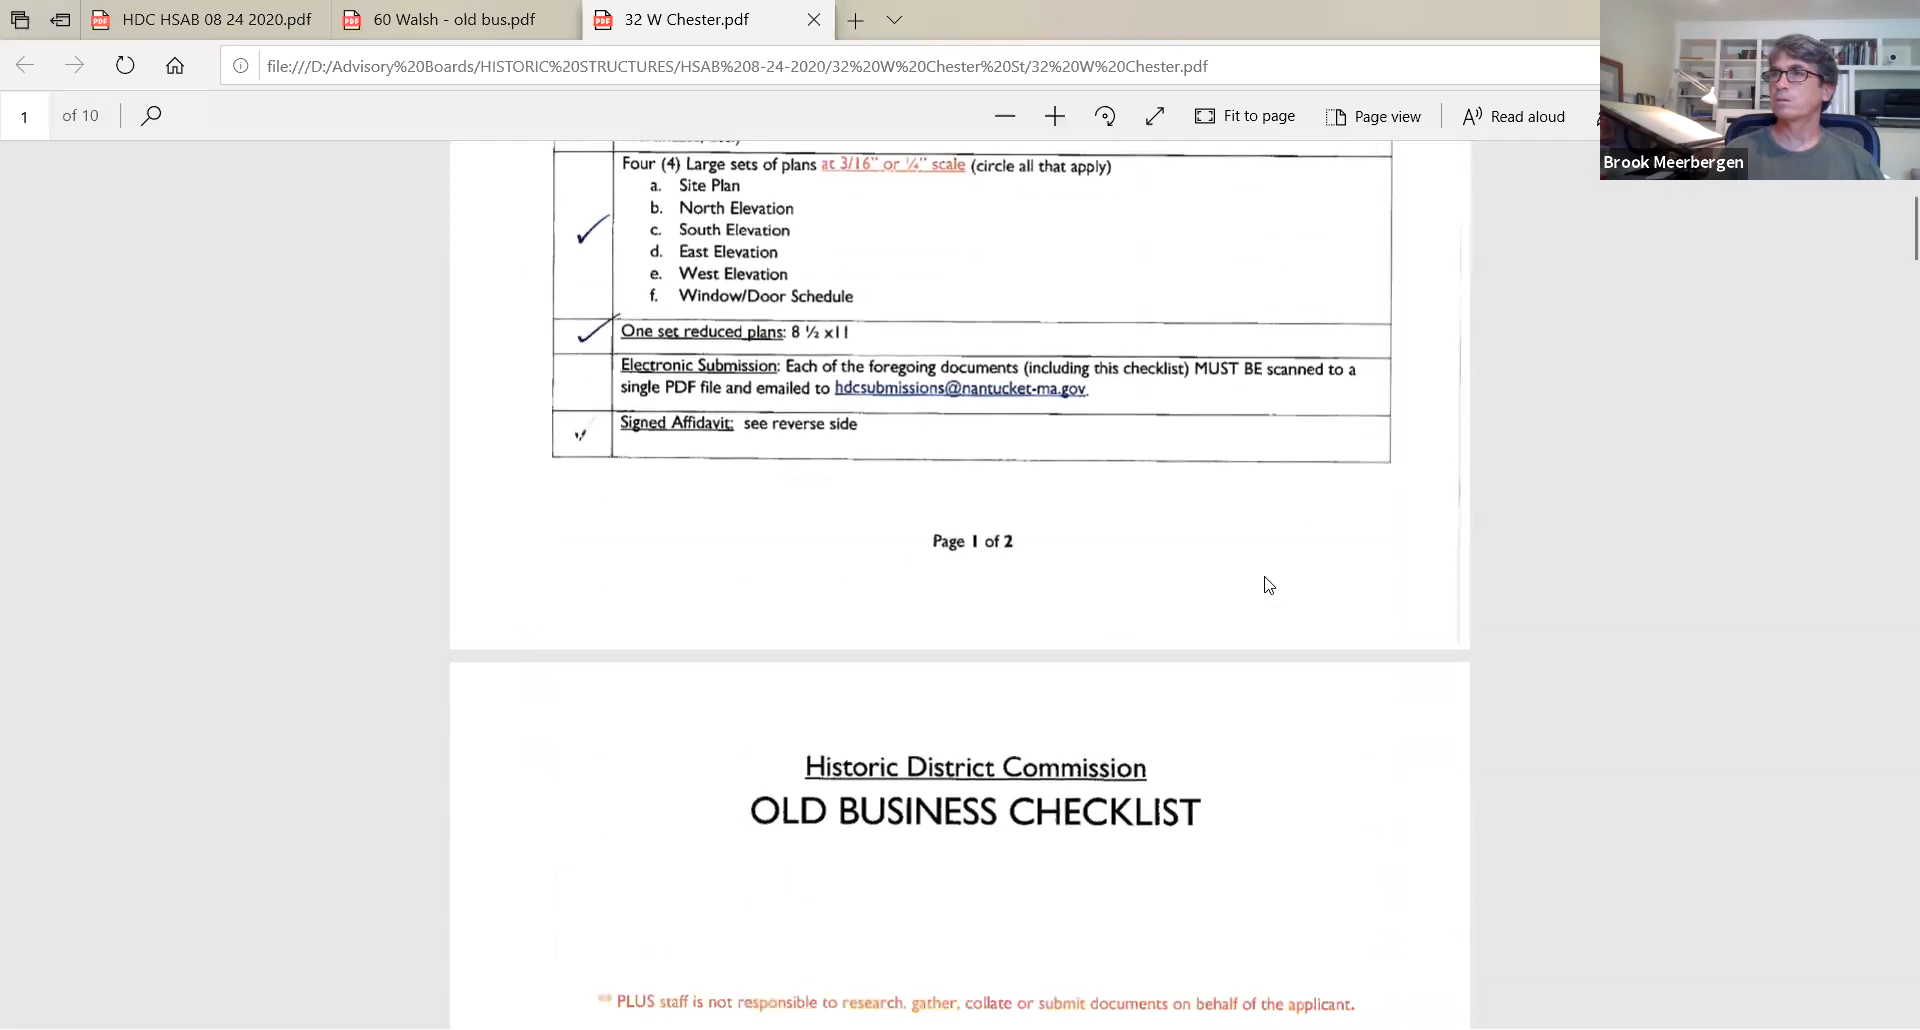 HDC HSAB 08 24 2020.pdf
60 Walsh - old bus.pdf
32 W Chester.pdf
file:///D:/Advisory%20Boards/HISTORIC%20STRUCTURES/HSAB%208-24-2020/32%20W%20Chester%20St/32%20W%20Chester.pdf
1 of 10
Fit to page
Page view
Read aloud
Brook Meerbergen
Four (4) Large sets of plans at 3/16" or ¼" scale (circle all that apply)
a. Site Plan
b. North Elevation
c. South Elevation
d. East Elevation
e. West Elevation
f. Window/Door Schedule
One set reduced plans: 8 ½ x11
Electronic Submission: Each of the foregoing documents (including this checklist) MUST BE scanned to a
single PDF file and emailed to hdcsubmissions@nantucket-ma.gov.
Signed Affidavit: see reverse side
Page 1 of 2
Historic District Commission
OLD BUSINESS CHECKLIST
PLUS staff is not responsible to research, gather, collate or submit documents on behalf of the applicant.